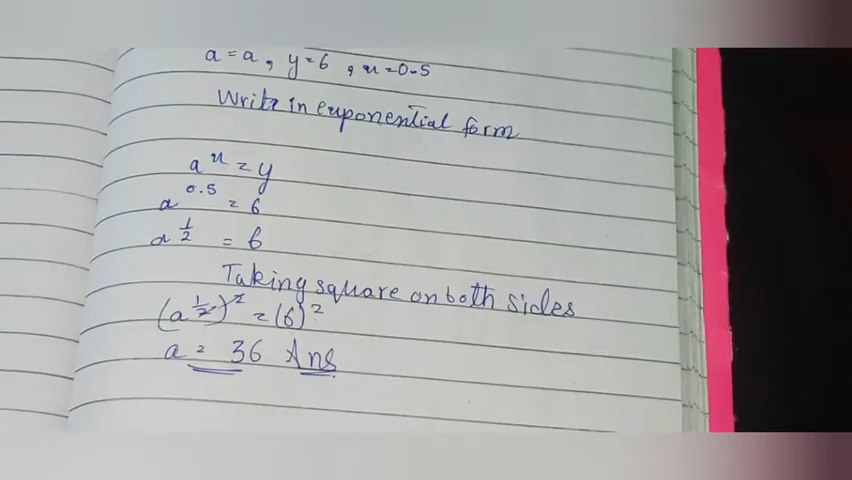 a = a, y = 6, x = 0.5
Write in exponential form
a^x = y
a^0.5 = 6
a^1/2 = 6
Taking square on both sides
(a^1/2)^2 = (6)^2
a = 36 Ans